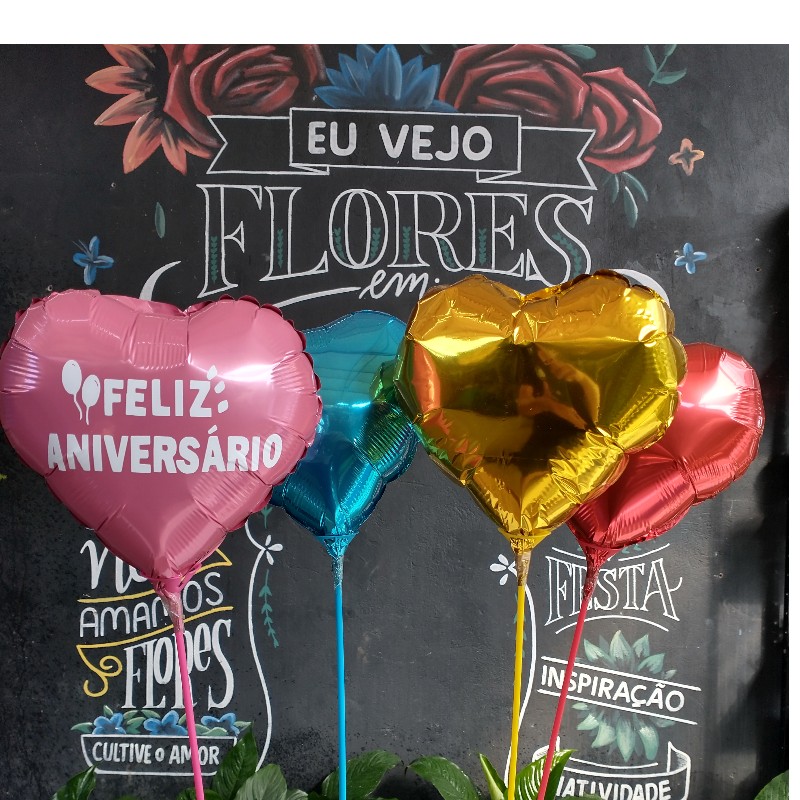 EU VEJO
FLORES
em
FELIZ
ANIVERSÁRIO
AMAMOS
FLORES
CULTIVE O AMOR
FESTA
INSPIRAÇÃO